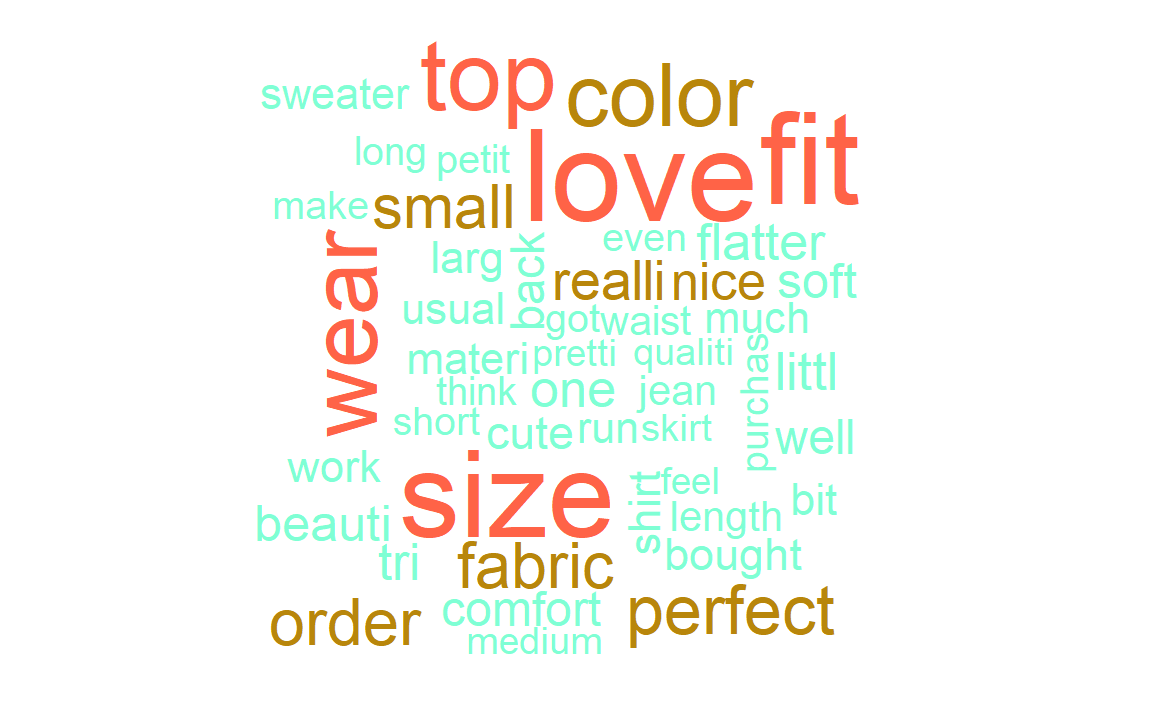 top
color
sweater
love
fit
long
petit
make
small
wear
larg
back
even
flatter
realli
nice
soft
usual
got
waist
much
materi
pretti
qualiti
purchas
littl
think
one
jean
short
cute
run
skirt
well
work
size
shirt
feel
length
bit
beauti
tri
fabric
bought
order
comfort
perfect
medium